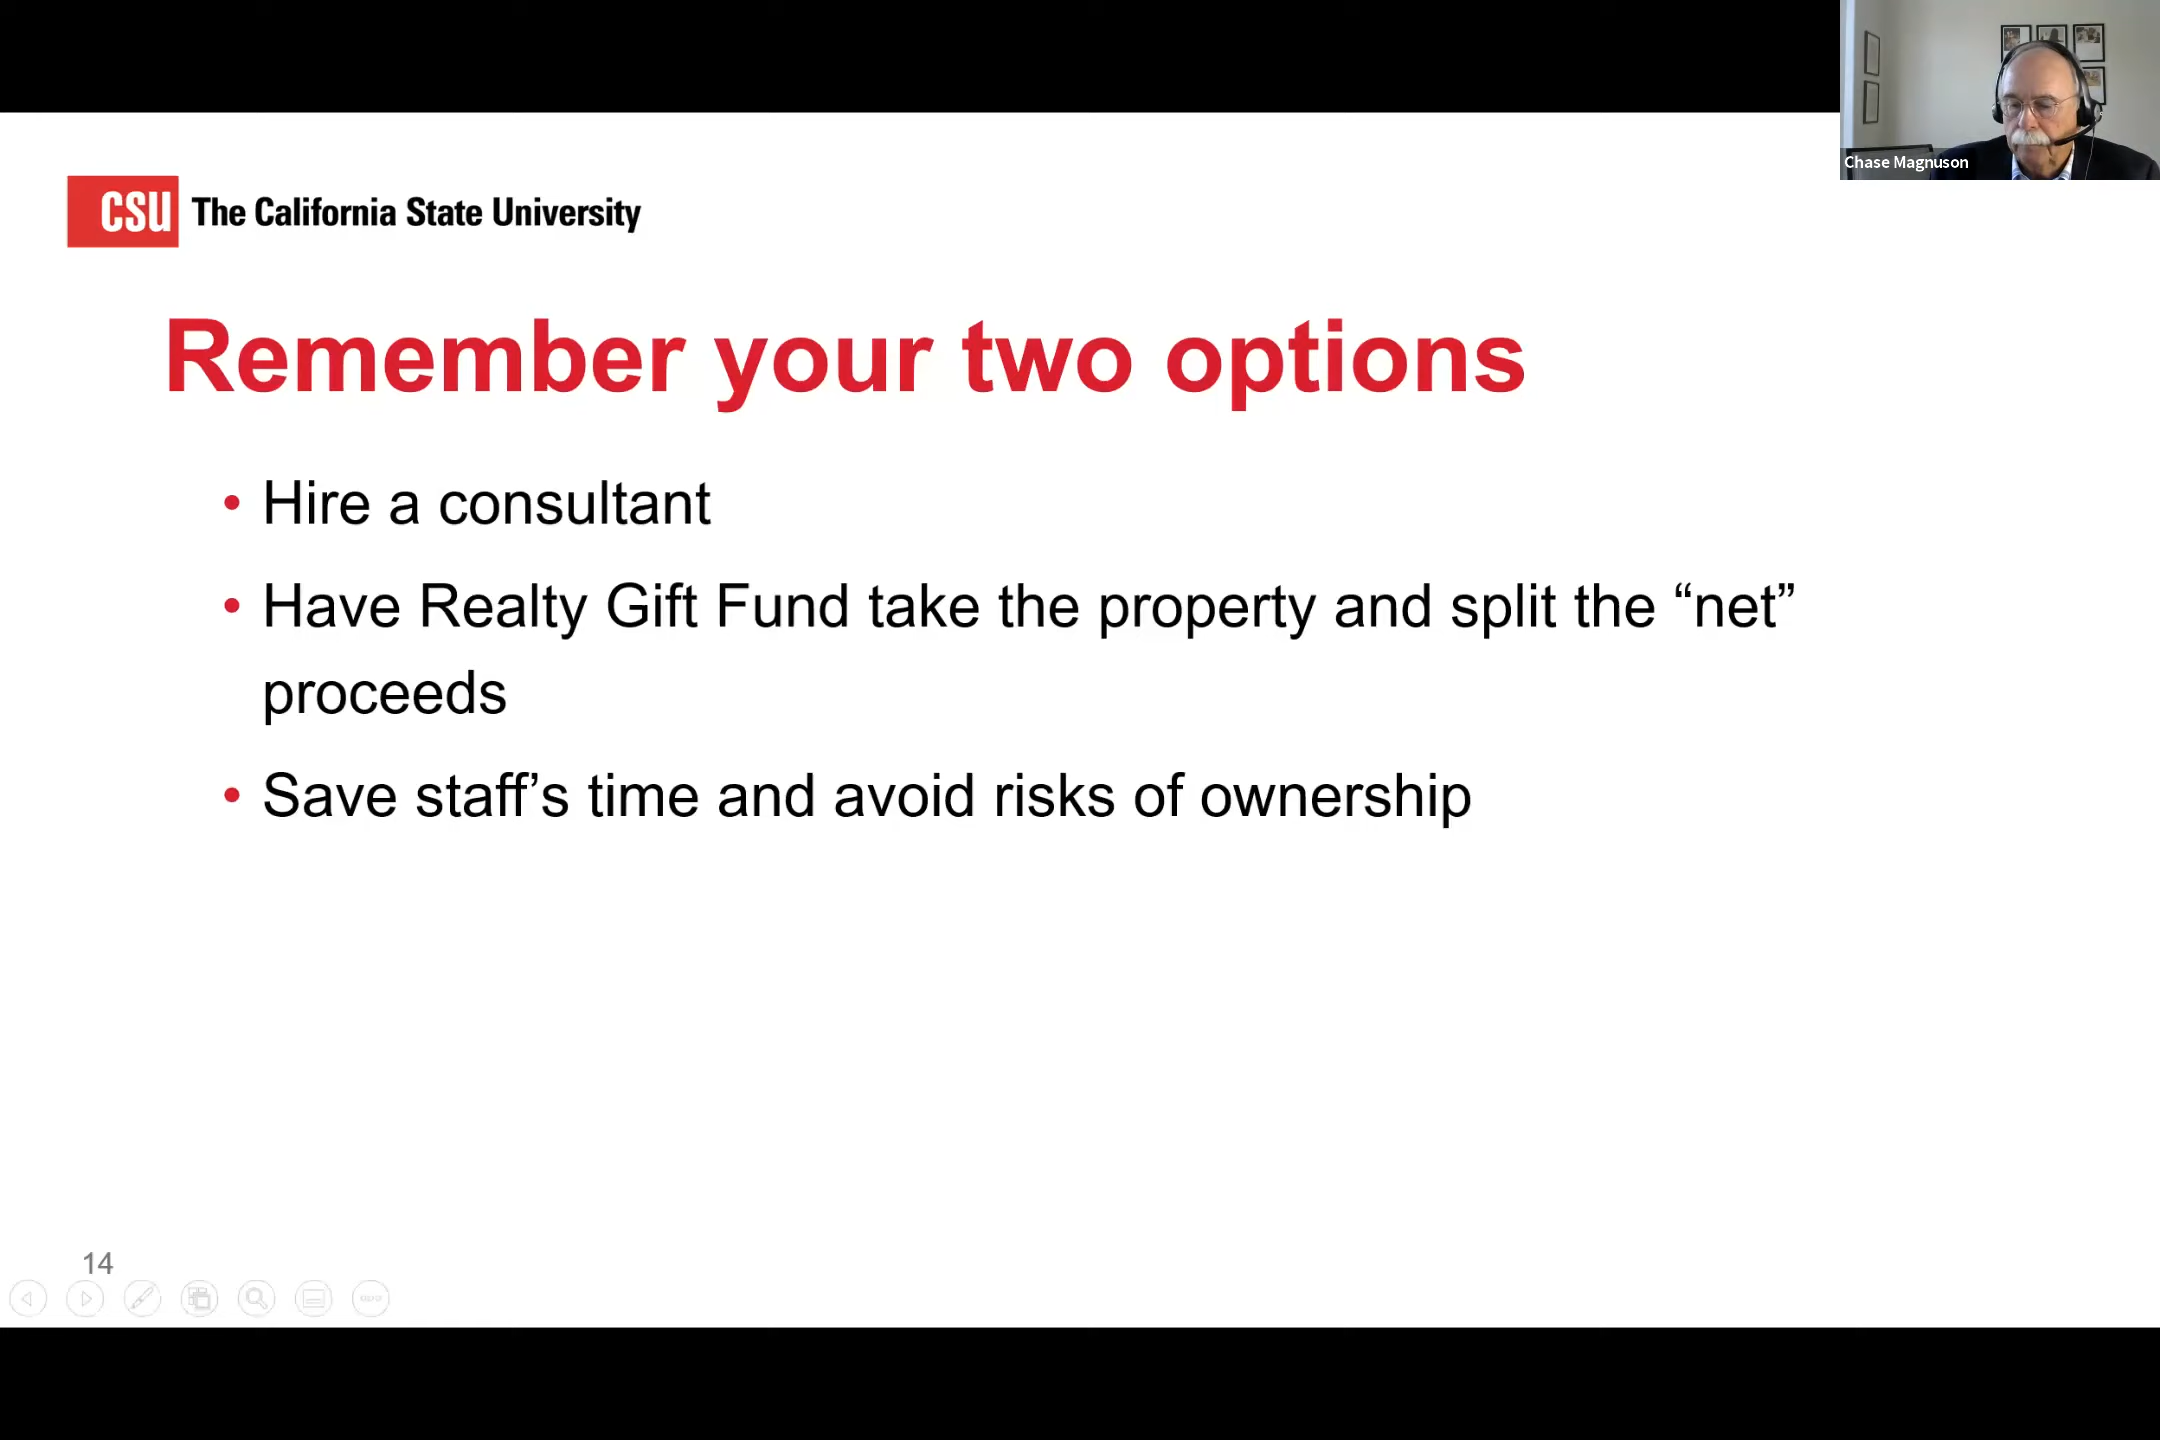 Chase Magnuson
CSU The California State University
Remember your two options
• Hire a consultant
• Have Realty Gift Fund take the property and split the “net”
proceeds
• Save staff’s time and avoid risks of ownership
14